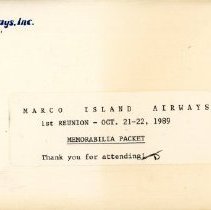 ays, inc.
MARCO ISLAND AIRWAYS
1st REUNION - OCT. 21-22, 1989
MEMORABILIA PACKET
Thank you for attending!